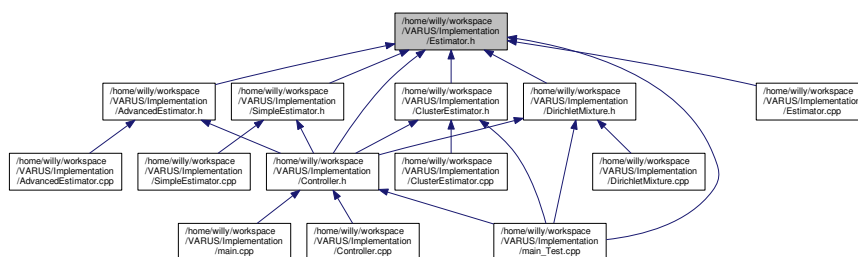 /home/willy/workspace
/VARUS/Implementation
/Estimator.h
/home/willy/workspace
/VARUS/Implementation
/AdvancedEstimator.h
/home/willy/workspace
/VARUS/Implementation
/SimpleEstimator.h
/home/willy/workspace
/VARUS/Implementation
/ClusterEstimator.h
/home/willy/workspace
/VARUS/Implementation
/DirichletMixture.h
/home/willy/workspace
/VARUS/Implementation
/Estimator.cpp
/home/willy/workspace
/VARUS/Implementation
/AdvancedEstimator.cpp
/home/willy/workspace
/VARUS/Implementation
/SimpleEstimator.cpp
/home/willy/workspace
/VARUS/Implementation
/Controller.h
/home/willy/workspace
/VARUS/Implementation
/ClusterEstimator.cpp
/home/willy/workspace
/VARUS/Implementation
/DirichletMixture.cpp
/home/willy/workspace
/VARUS/Implementation
/main.cpp
/home/willy/workspace
/VARUS/Implementation
/Controller.cpp
/home/willy/workspace
/VARUS/Implementation
/main_Test.cpp